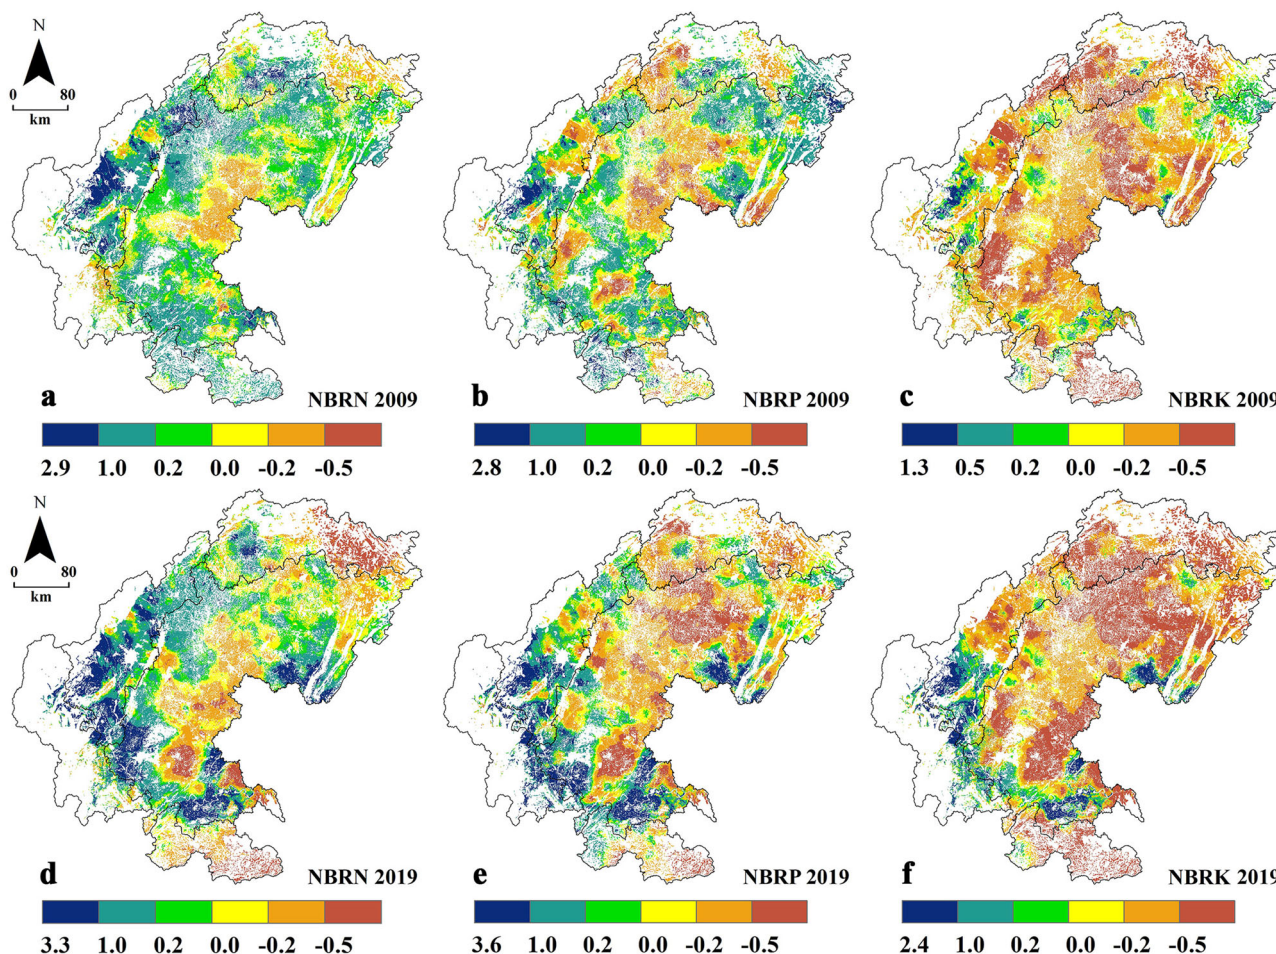 N
0 80
km
a NBRN 2009
2.9 1.0 0.2 0.0 -0.2 -0.5
b NBRP 2009
2.8 1.0 0.2 0.0 -0.2 -0.5
c NBRK 2009
1.3 0.5 0.2 0.0 -0.2 -0.5
N
0 80
km
d NBRN 2019
3.3 1.0 0.2 0.0 -0.2 -0.5
e NBRP 2019
3.6 1.0 0.2 0.0 -0.2 -0.5
f NBRK 2019
2.4 1.0 0.2 0.0 -0.2 -0.5